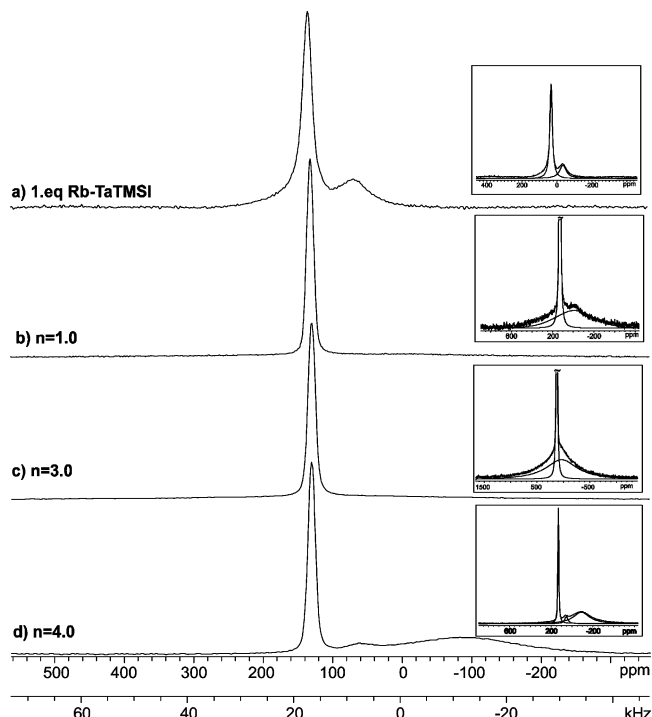 a) 1.eq Rb-TaTMSI
400 200 0 -200 ppm
b) n=1.0
600 200 -200 ppm
c) n=3.0
1500 500 -500 ppm
d) n=4.0
600 200 -200 ppm
500 400 300 200 100 0 -100 -200 ppm
60 40 20 0 -20 kHz